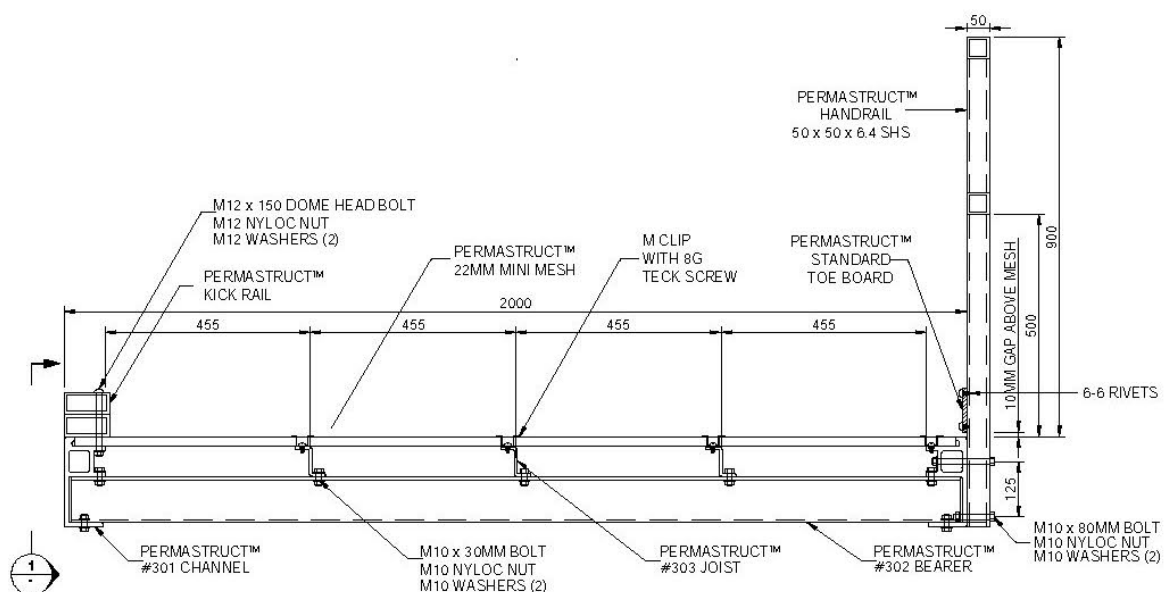 50
PERMASTRUCT™
HANDRAIL
50 x 50 x 6.4 SHS
M12 x 150 DOME HEAD BOLT
M12 NYLOC NUT
M12 WASHERS (2)
PERMASTRUCT™
KICK RAIL
PERMASTRUCT™
22MM MINI MESH
M CLIP
WITH 8G
TECK SCREW
PERMASTRUCT™
STANDARD
TOE BOARD
900
500
10MM GAP ABOVE MESH
2000
455
455
455
455
6-6 RIVETS
125
PERMASTRUCT™
#301 CHANNEL
M10 x 30MM BOLT
M10 NYLOC NUT
M10 WASHERS (2)
PERMASTRUCT™
#303 JOIST
PERMASTRUCT™
#302 BEARER
M10 x 80MM BOLT
M10 NYLOC NUT
M10 WASHERS (2)
1
-